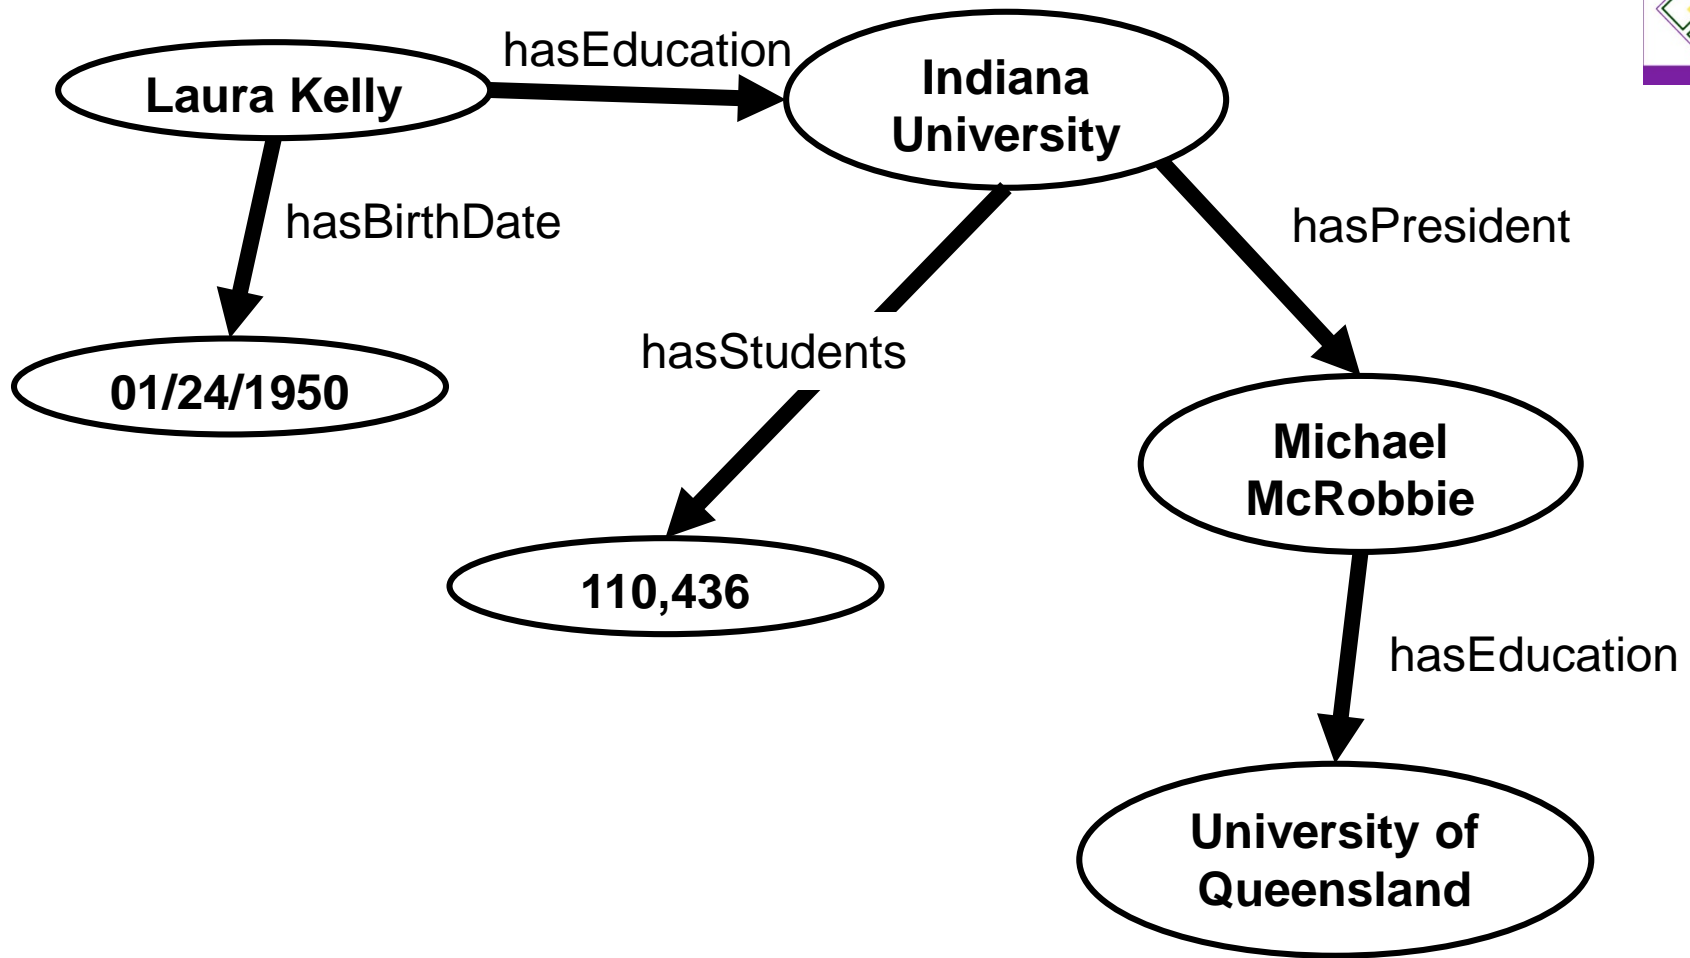 hasEducation
Laura Kelly
Indiana
University
hasBirthDate
hasPresident
hasStudents
01/24/1950
Michael
McRobbie
110,436
hasEducation
University of
Queensland